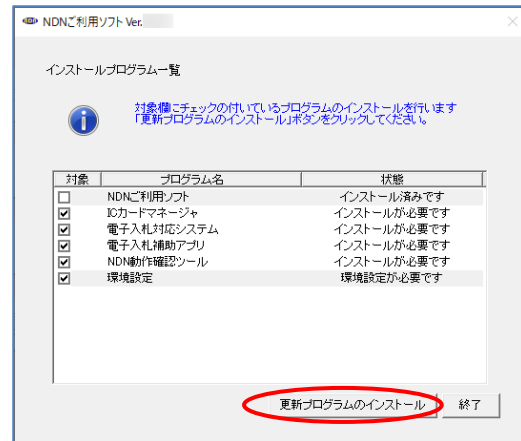 NDNご利用ソフト Ver.
インストールプログラム一覧
対象欄にチェックの付いているプログラムのインストールを行います
「更新プログラムのインストール」ボタンをクリックしてください。
対象 プログラム名 状態
NDNご利用ソフト インストール済みです
ICカードマネージャ インストールが必要です
電子入札対応システム インストールが必要です
電子入札補助アプリ インストールが必要です
NDN動作確認ツール インストールが必要です
環境設定 環境設定が必要です
更新プログラムのインストール 終了